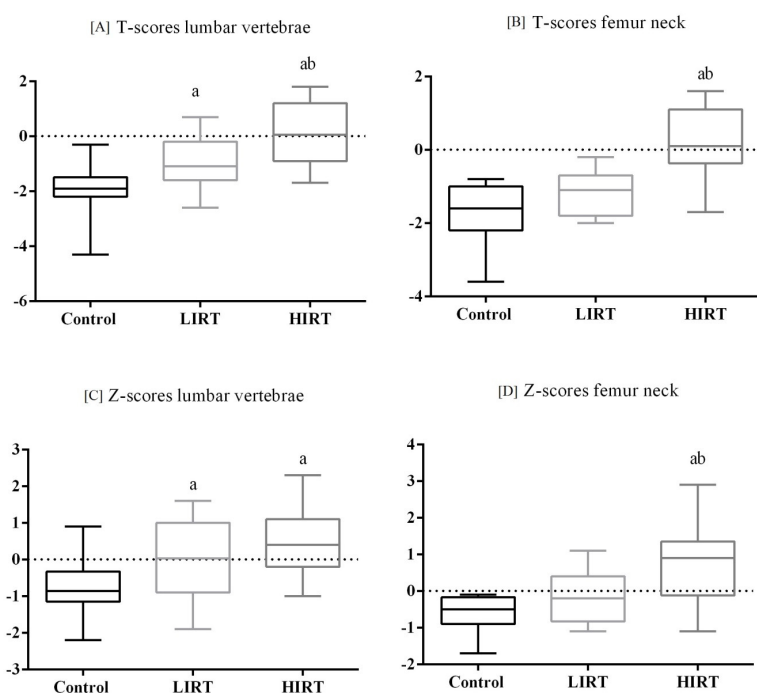 [A] T-scores lumbar vertebrae
a
ab
2
0
-2
-4
-6
Control LIRT HIRT
[B] T-scores femur neck
ab
2
0
-2
-4
Control LIRT HIRT
[C] Z-scores lumbar vertebrae
a
a
3
2
1
0
-1
-2
-3
Control LIRT HIRT
[D] Z-scores femur neck
ab
4
3
2
1
0
-1
-2
Control LIRT HIRT